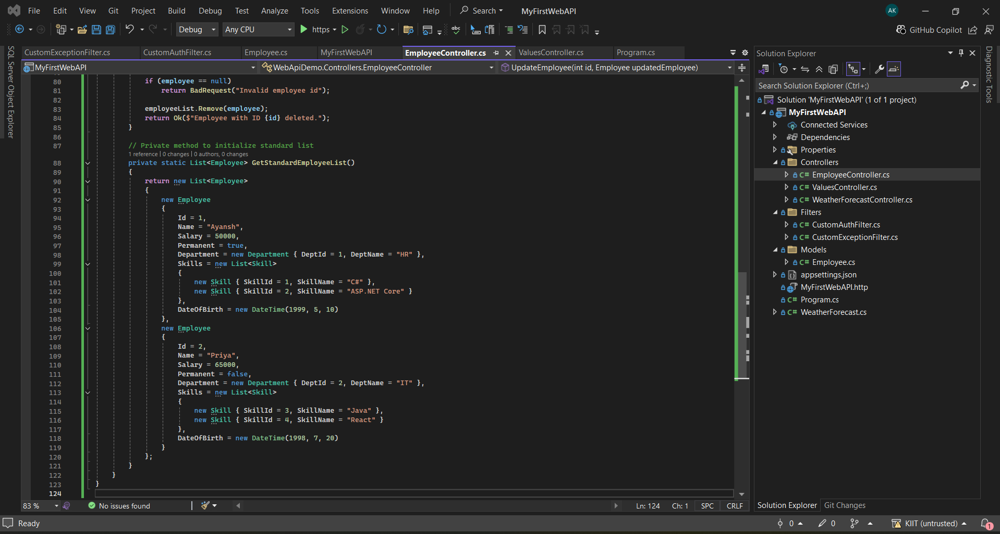 File Edit View Git Project Build Debug Test Analyze Tools Extensions Window Help Search MyFirstWebAPI AK
Debug Any CPU https abc GitHub Copilot
SQL Server Object Explorer
CustomExceptionFilter.cs CustomAuthFilter.cs Employee.cs MyFirstWebAPI EmployeeController.cs ValuesController.cs Program.cs
MyFirstWebAPI WebApiDemo.Controllers.EmployeeController UpdateEmployee(int id, Employee updatedEmployee)
80 if (employee == null)
81 return BadRequest("Invalid employee id");
82
83 employeeList.Remove(employee);
84 return Ok($"Employee with ID {id} deleted.");
85 }
86
87 // Private method to initialize standard list
1 reference | 0 changes | 0 authors, 0 changes
88 private static List<Employee> GetStandardEmployeeList()
89 {
90 return new List<Employee>
91 {
92 new Employee
93 {
94 Id = 1,
95 Name = "Ayansh",
96 Salary = 50000,
97 Permanent = true,
98 Department = new Department { DeptId = 1, DeptName = "HR" },
99 Skills = new List<Skill>
100 {
101 new Skill { SkillId = 1, SkillName = "C#" },
102 new Skill { SkillId = 2, SkillName = "ASP.NET Core" }
103 },
104 DateOfBirth = new DateTime(1999, 5, 10)
105 },
106 new Employee
107 {
108 Id = 2,
109 Name = "Priya",
110 Salary = 65000,
111 Permanent = false,
112 Department = new Department { DeptId = 2, DeptName = "IT" },
113 Skills = new List<Skill>
114 {
115 new Skill { SkillId = 3, SkillName = "Java" },
116 new Skill { SkillId = 4, SkillName = "React" }
117 },
118 DateOfBirth = new DateTime(1998, 7, 20)
119 }
120 };
121 }
122 }
123 }
124
83 % No issues found Ln: 124 Ch: 1 SPC CRLF
Solution Explorer
Search Solution Explorer (Ctrl+;)
Solution 'MyFirstWebAPI' (1 of 1 project)
MyFirstWebAPI
Connected Services
Dependencies
Properties
Controllers
C# EmployeeController.cs
C# ValuesController.cs
C# WeatherForecastController.cs
Filters
C# CustomAuthFilter.cs
C# CustomExceptionFilter.cs
Models
C# Employee.cs
appsettings.json
MyFirstWebAPI.http
C# Program.cs
C# WeatherForecast.cs
Solution Explorer Git Changes
Diagnostic Tools
Ready 0 0 KIIT (untrusted) 1